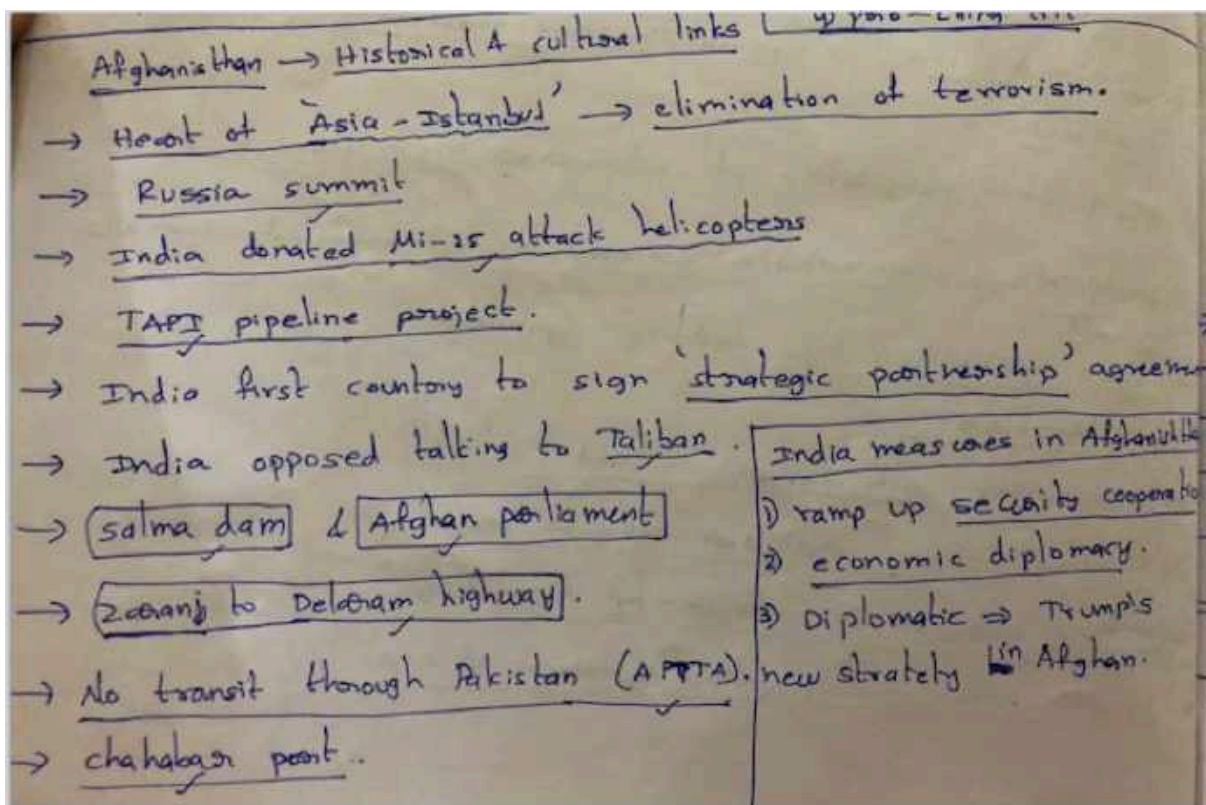 Afghanisthan → Historical & cultural links
→ Heart of 'Asia - Istanbul' → elimination of terrorism.
→ Russia summit
→ India donated Mi-25 attack helicopters
→ TAPI pipeline project.
→ India first country to sign 'strategic partnership' agreem
→ India opposed talking to Taliban.
→ salma dam & Afghan parliament
→ Zaranj to Delaram highway.
→ No transit through Pakistan (APTTA).
→ chahabar port.
India measures in Afghanistha
1) ramp up security cooperatio
2) economic diplomacy.
3) Diplomatic ⇒ Trump's
new strately in Afghan.